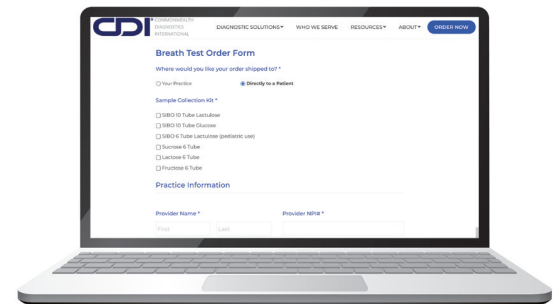 CDI
COMMONWEALTH
DIAGNOSTICS
INTERNATIONAL
DIAGNOSTIC SOLUTIONS WHO WE SERVE RESOURCES ABOUT ORDER NOW
Breath Test Order Form
Where would you like your order shipped to? *
Your Practice Directly to a Patient
Sample Collection Kit *
SIBO 10 Tube Lactulose
SIBO 10 Tube Glucose
SIBO 6 Tube Lactulose (pediatric use)
Sucrose 6 Tube
Lactose 6 Tube
Fructose 6 Tube
Practice Information
Provider Name * Provider NPI# *
First Last